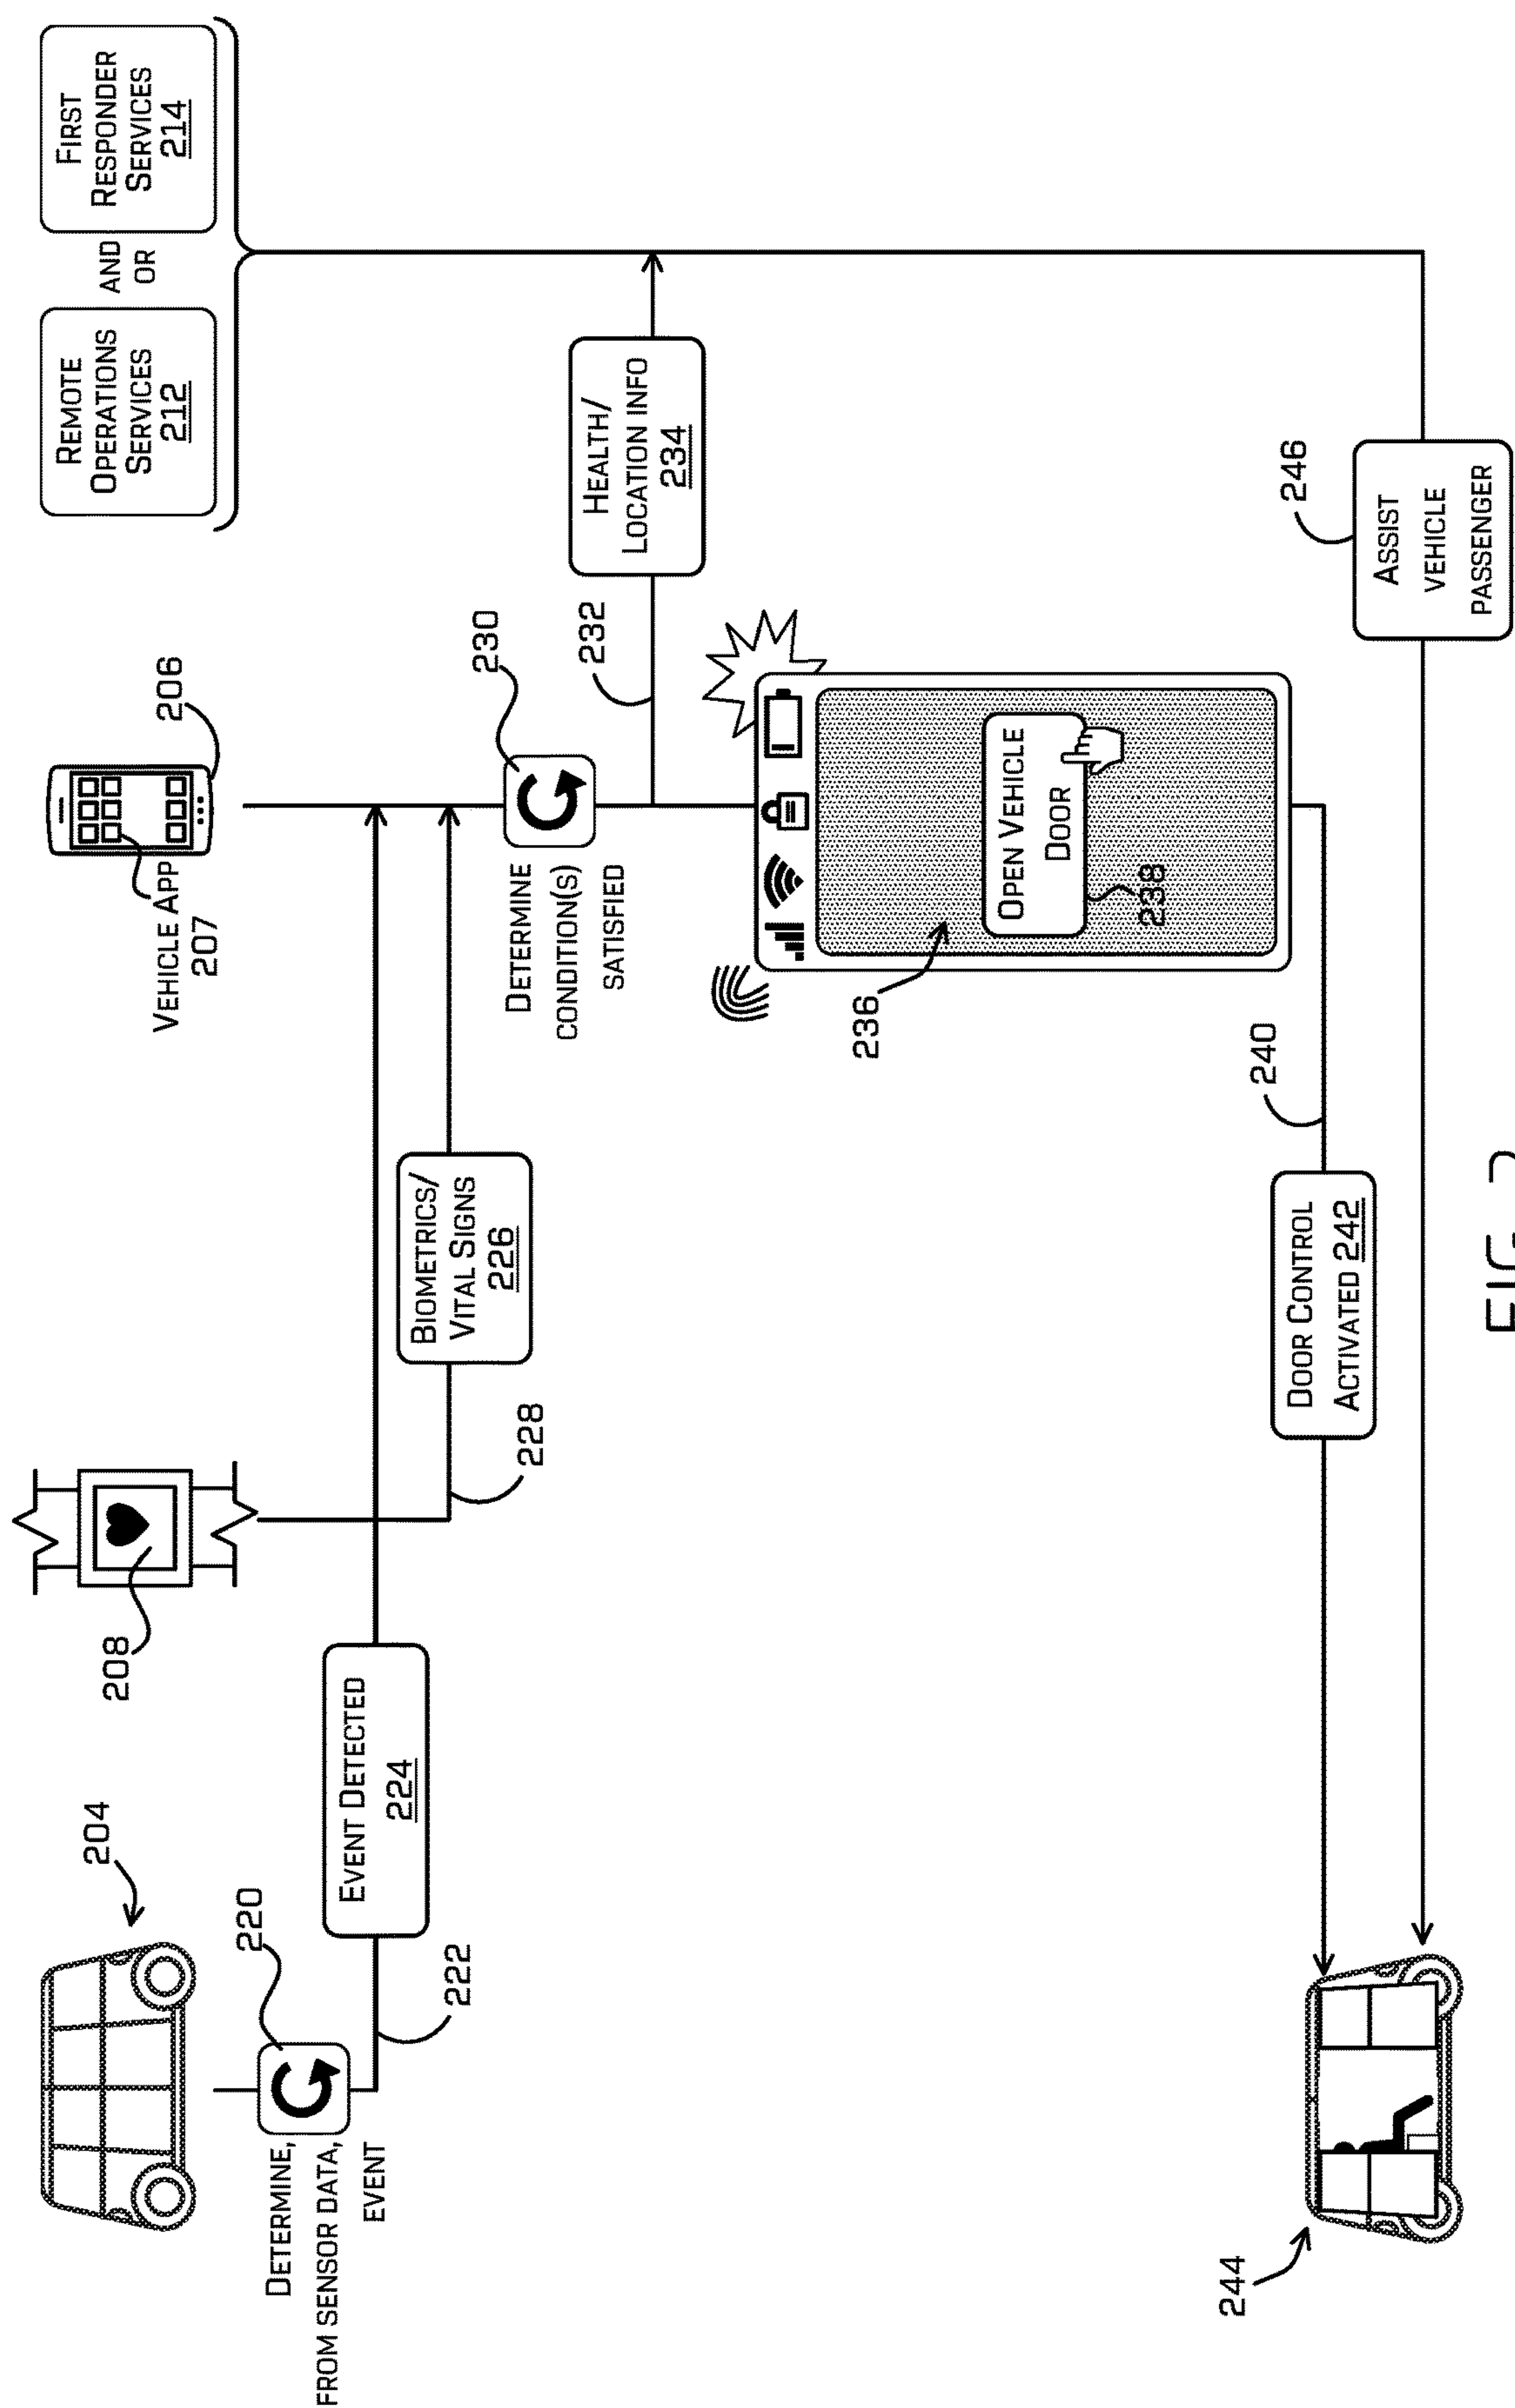 204
208
VEHICLE APP
207
206
REMOTE
OPERATIONS
SERVICES
212
AND
OR
FIRST
RESPONDER
SERVICES
214
DETERMINE,
FROM SENSOR DATA,
EVENT
220
222
EVENT DETECTED
224
228
BIOMETRICS/
VITAL SIGNS
226
DETERMINE
CONDITION(S)
SATISFIED
230
232
HEALTH/
LOCATION INFO
234
236
OPEN VEHICLE
DOOR
238
244
DOOR CONTROL
ACTIVATED 242
240
246
ASSIST
VEHICLE
PASSENGER